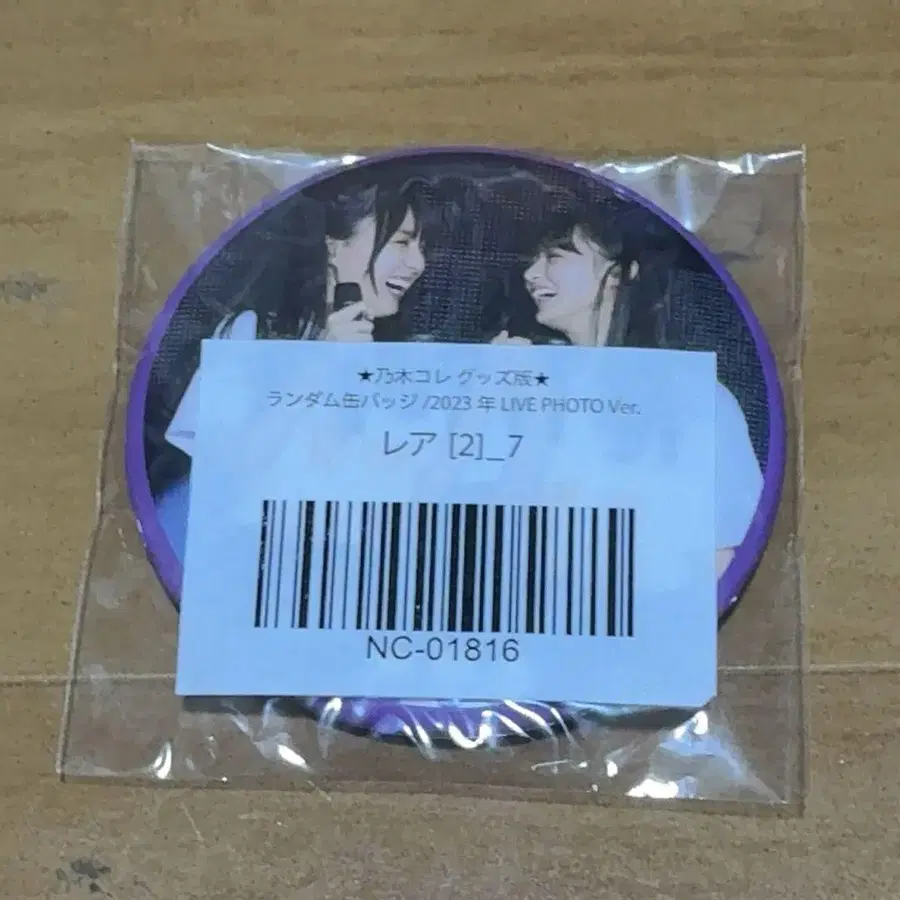 ★乃木コレ グッズ版★
ランダム缶バッジ /2023 年 LIVE PHOTO Ver.
レア [2]_7
NC-01816